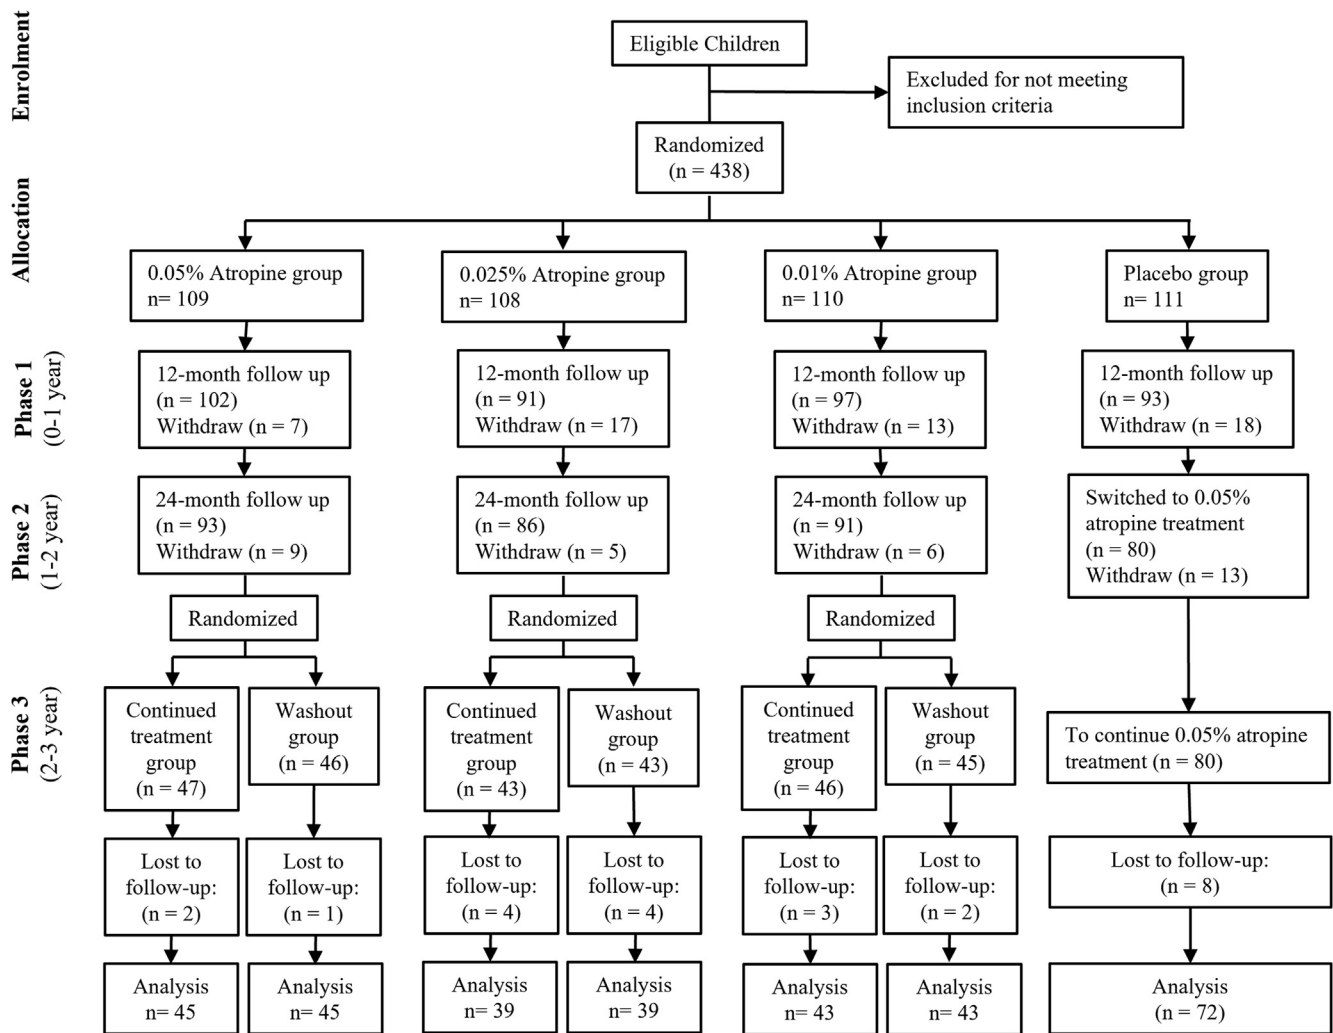 Enrolment
Eligible Children
Excluded for not meeting
inclusion criteria
Randomized
(n = 438)
Allocation
0.05% Atropine group
n= 109
0.025% Atropine group
n= 108
0.01% Atropine group
n= 110
Placebo group
n= 111
Phase 1
(0-1 year)
12-month follow up
(n = 102)
Withdraw (n = 7)
12-month follow up
(n = 91)
Withdraw (n = 17)
12-month follow up
(n = 97)
Withdraw (n = 13)
12-month follow up
(n = 93)
Withdraw (n = 18)
Phase 2
(1-2 year)
24-month follow up
(n = 93)
Withdraw (n = 9)
24-month follow up
(n = 86)
Withdraw (n = 5)
24-month follow up
(n = 91)
Withdraw (n = 6)
Switched to 0.05%
atropine treatment
(n = 80)
Withdraw (n = 13)
Randomized
Randomized
Randomized
Phase 3
(2-3 year)
Continued
treatment
group
(n = 47)
Washout
group
(n = 46)
Continued
treatment
group
(n = 43)
Washout
group
(n = 43)
Continued
treatment
group
(n = 46)
Washout
group
(n = 45)
To continue 0.05% atropine
treatment (n = 80)
Lost to
follow-up:
(n = 2)
Lost to
follow-up:
(n = 1)
Lost to
follow-up:
(n = 4)
Lost to
follow-up:
(n = 4)
Lost to
follow-up:
(n = 3)
Lost to
follow-up:
(n = 2)
Lost to follow-up:
(n = 8)
Analysis
n= 45
Analysis
n= 45
Analysis
n= 39
Analysis
n= 39
Analysis
n= 43
Analysis
n= 43
Analysis
(n = 72)